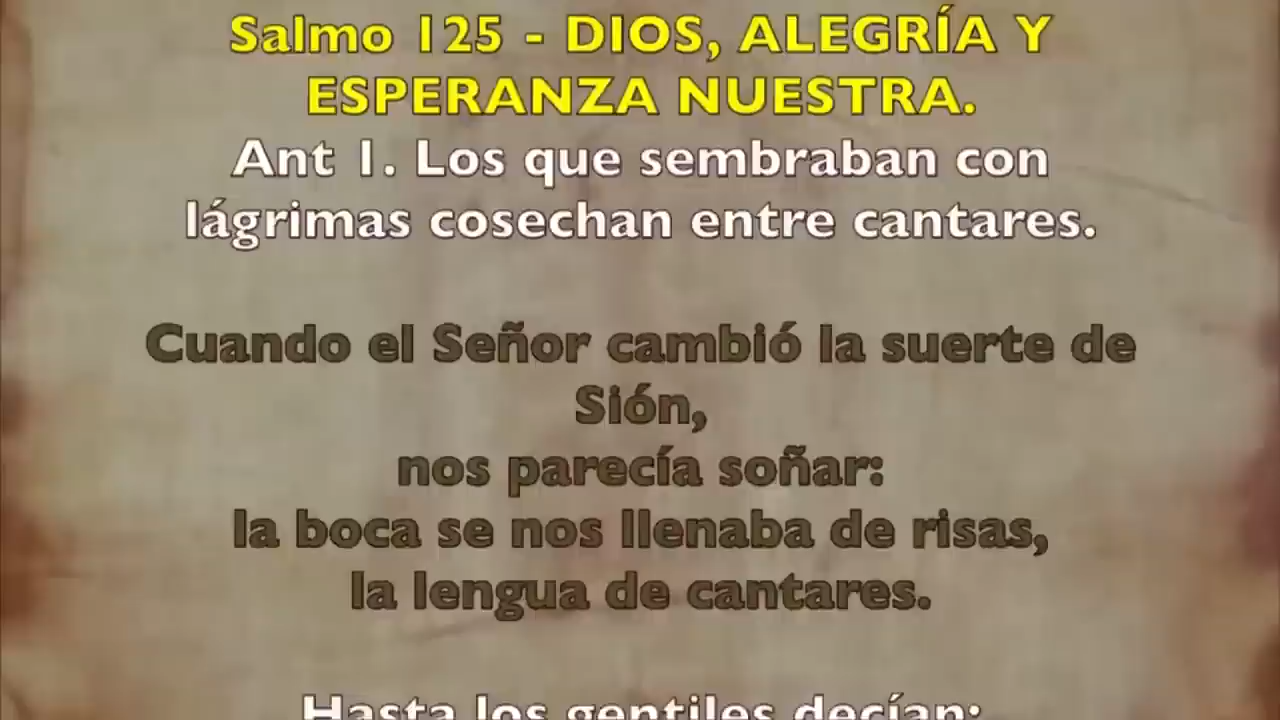 Salmo 125 - DIOS, ALEGRÍA Y
ESPERANZA NUESTRA.
Ant 1. Los que sembraban con
lágrimas cosechan entre cantares.
Cuando el Señor cambió la suerte de
Sión,
nos parecía soñar:
la boca se nos llenaba de risas,
la lengua de cantares.
Hasta los gentiles decían: